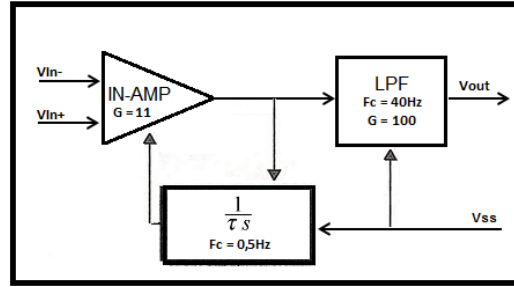 VIn-
VIn+
IN-AMP
G = 11
LPF
Fc = 40Hz
G = 100
Vout
1
τ s
Fc = 0,5Hz
Vss